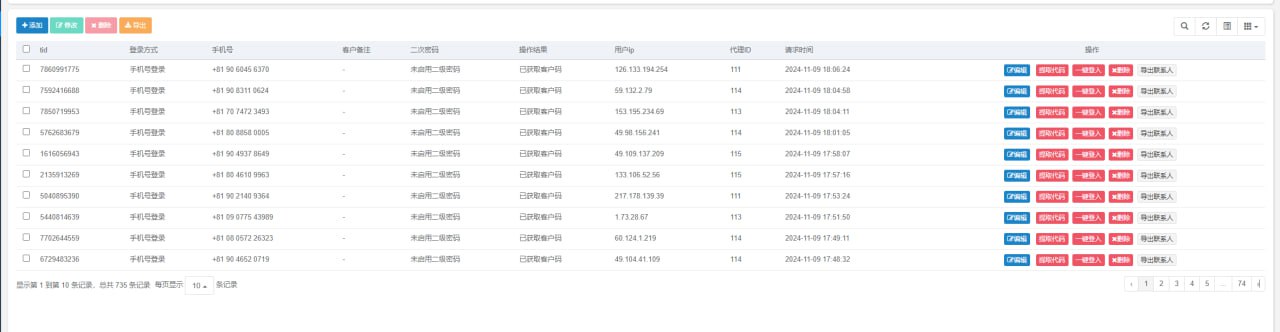 添加 修改 删除 导出
tid 登录方式 手机号 客户备注 二次密码 操作结果 用户ip 代理ID 请求时间 操作
7860991775 手机号登录 +81 90 6045 6370 - 未启用二级密码 已获取客户码 126.133.194.254 111 2024-11-09 18:06:24 编辑 提取代码 一键登入 删除 导出联系人
7592416688 手机号登录 +81 90 8311 0624 - 未启用二级密码 已获取客户码 59.132.2.79 114 2024-11-09 18:04:58 编辑 提取代码 一键登入 删除 导出联系人
7850719953 手机号登录 +81 70 7472 3493 - 未启用二级密码 已获取客户码 153.195.234.69 113 2024-11-09 18:04:11 编辑 提取代码 一键登入 删除 导出联系人
5762683679 手机号登录 +81 80 8858 0005 - 未启用二级密码 已获取客户码 49.98.156.241 114 2024-11-09 18:01:05 编辑 提取代码 一键登入 删除 导出联系人
1616056943 手机号登录 +81 90 4937 8649 - 未启用二级密码 已获取客户码 49.109.137.209 115 2024-11-09 17:58:07 编辑 提取代码 一键登入 删除 导出联系人
2135913269 手机号登录 +81 80 4610 9963 - 未启用二级密码 已获取客户码 133.106.52.56 115 2024-11-09 17:57:16 编辑 提取代码 一键登入 删除 导出联系人
5040895390 手机号登录 +81 90 2140 9364 - 未启用二级密码 已获取客户码 217.178.139.39 111 2024-11-09 17:53:24 编辑 提取代码 一键登入 删除 导出联系人
5440814639 手机号登录 +81 09 0775 43989 - 未启用二级密码 已获取客户码 1.73.28.67 113 2024-11-09 17:51:50 编辑 提取代码 一键登入 删除 导出联系人
7702644559 手机号登录 +81 08 0572 26323 - 未启用二级密码 已获取客户码 60.124.1.219 114 2024-11-09 17:49:11 编辑 提取代码 一键登入 删除 导出联系人
6729483236 手机号登录 +81 90 4652 0719 - 未启用二级密码 已获取客户码 49.104.41.109 114 2024-11-09 17:48:32 编辑 提取代码 一键登入 删除 导出联系人
显示第 1 到第 10 条记录，总共 735 条记录 每页显示 10 条记录 ‹ 1 2 3 4 5 ... 74 ›